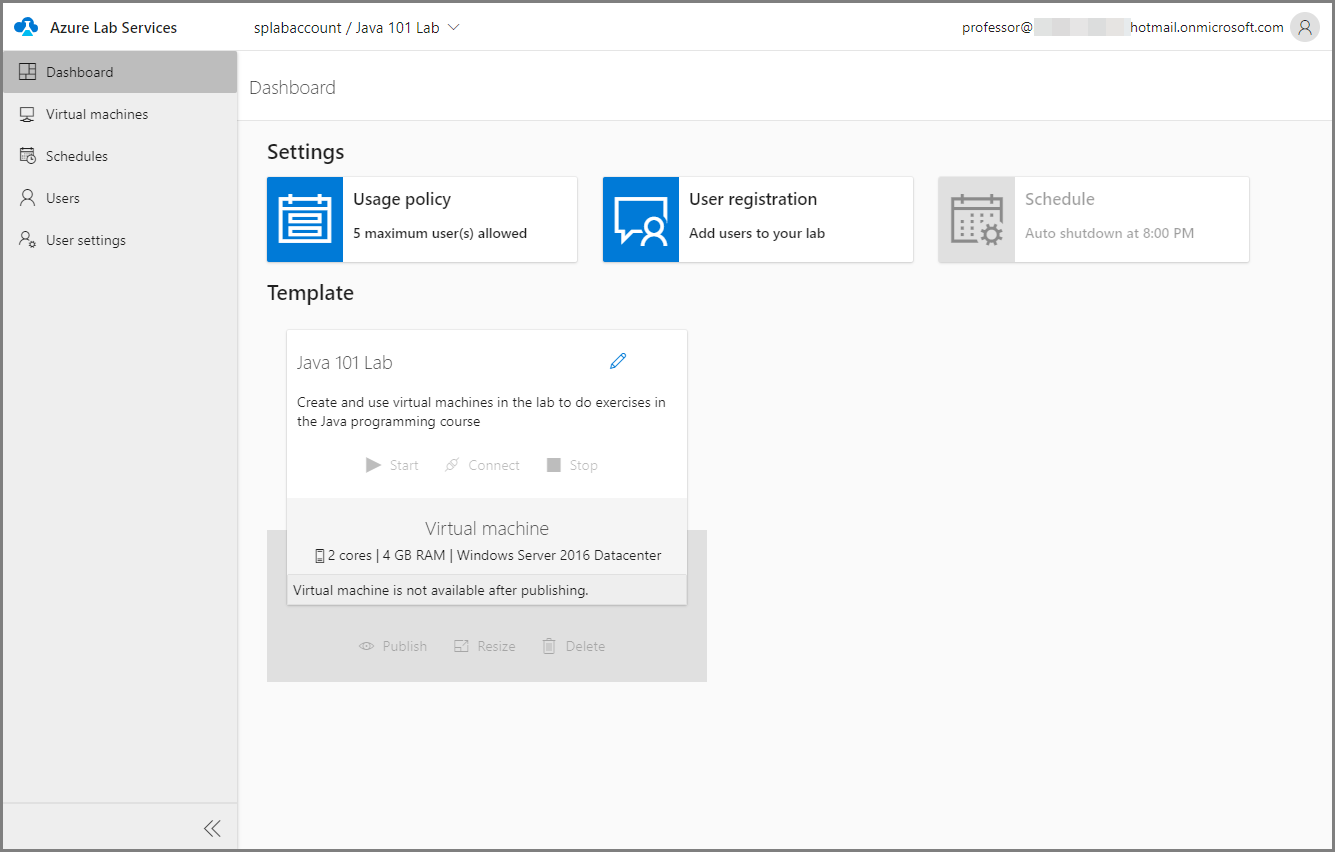 Azure Lab Services
splabaccount / Java 101 Lab
professor@ hotmail.onmicrosoft.com
Dashboard
Virtual machines
Schedules
Users
User settings
Dashboard
Settings
Usage policy
5 maximum user(s) allowed
User registration
Add users to your lab
Schedule
Auto shutdown at 8:00 PM
Template
Java 101 Lab
Create and use virtual machines in the lab to do exercises in
the Java programming course
Start Connect Stop
Virtual machine
2 cores | 4 GB RAM | Windows Server 2016 Datacenter
Virtual machine is not available after publishing.
Publish Resize Delete